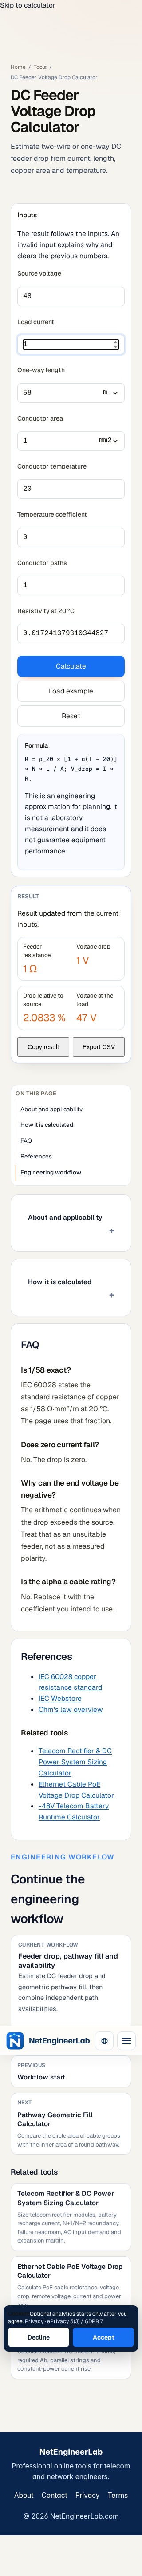 Skip to calculator
Home / Tools /
DC Feeder Voltage Drop Calculator
DC Feeder
Voltage Drop
Calculator
Estimate two-wire or one-way DC
feeder drop from current, length,
copper area and temperature.
Inputs
The result follows the inputs. An
invalid input explains why and
clears the previous numbers.
Source voltage
48
Load current
1
One-way length
58 m
Conductor area
1 mm2
Conductor temperature
20
Temperature coefficient
0
Conductor paths
1
Resistivity at 20 °C
0.017241379310344827
Calculate
Load example
Reset
Formula
R = ρ_20 × [1 + α(T − 20)]
× N × L / A; V_drop = I ×
R.
This is an engineering
approximation for planning. It
is not a laboratory
measurement and it does
not guarantee equipment
performance.
RESULT
Result updated from the current
inputs.
Feeder
resistance
1 Ω
Voltage drop
1 V
Drop relative to
source
2.0833 %
Voltage at the
load
47 V
Copy result
Export CSV
ON THIS PAGE
About and applicability
How it is calculated
FAQ
References
Engineering workflow
About and applicability
+
How it is calculated
+
FAQ
Is 1/58 exact?
IEC 60028 states the
standard resistance of copper
as 1/58 Ω·mm²/m at 20 °C.
The page uses that fraction.
Does zero current fail?
No. The drop is zero.
Why can the end voltage be
negative?
The arithmetic continues when
the drop exceeds the source.
Treat that as an unsuitable
feeder, not as a measured
polarity.
Is the alpha a cable rating?
No. Replace it with the
coefficient you intend to use.
References
IEC 60028 copper
resistance standard
IEC Webstore
Ohm's law overview
Related tools
Telecom Rectifier & DC
Power System Sizing
Calculator
Ethernet Cable PoE
Voltage Drop Calculator
-48V Telecom Battery
Runtime Calculator
ENGINEERING WORKFLOW
Continue the
engineering
workflow
CURRENT WORKFLOW
Feeder drop, pathway fill and
availability
Estimate DC feeder drop and
geometric pathway fill, then
combine independent path
availabilities.
NetEngineerLab
PREVIOUS
Workflow start
NEXT
Pathway Geometric Fill
Calculator
Compare the circle area of cable groups
with the inner area of a round pathway.
Related tools
Telecom Rectifier & DC Power
System Sizing Calculator
Size telecom rectifier modules, battery
recharge current, N+1/N+2 redundancy,
failure headroom, AC input demand and
expansion margin.
Ethernet Cable PoE Voltage Drop
Calculator
Calculate PoE cable resistance, voltage
drop, remote voltage, current and power
Optional analytics starts only after you
agree. Privacy · ePrivacy 5(3) / GDPR 7
Decline
Accept
required Ah, parallel strings and
constant-power current rise.
NetEngineerLab
Professional online tools for telecom
and network engineers.
About Contact Privacy Terms
© 2026 NetEngineerLab.com